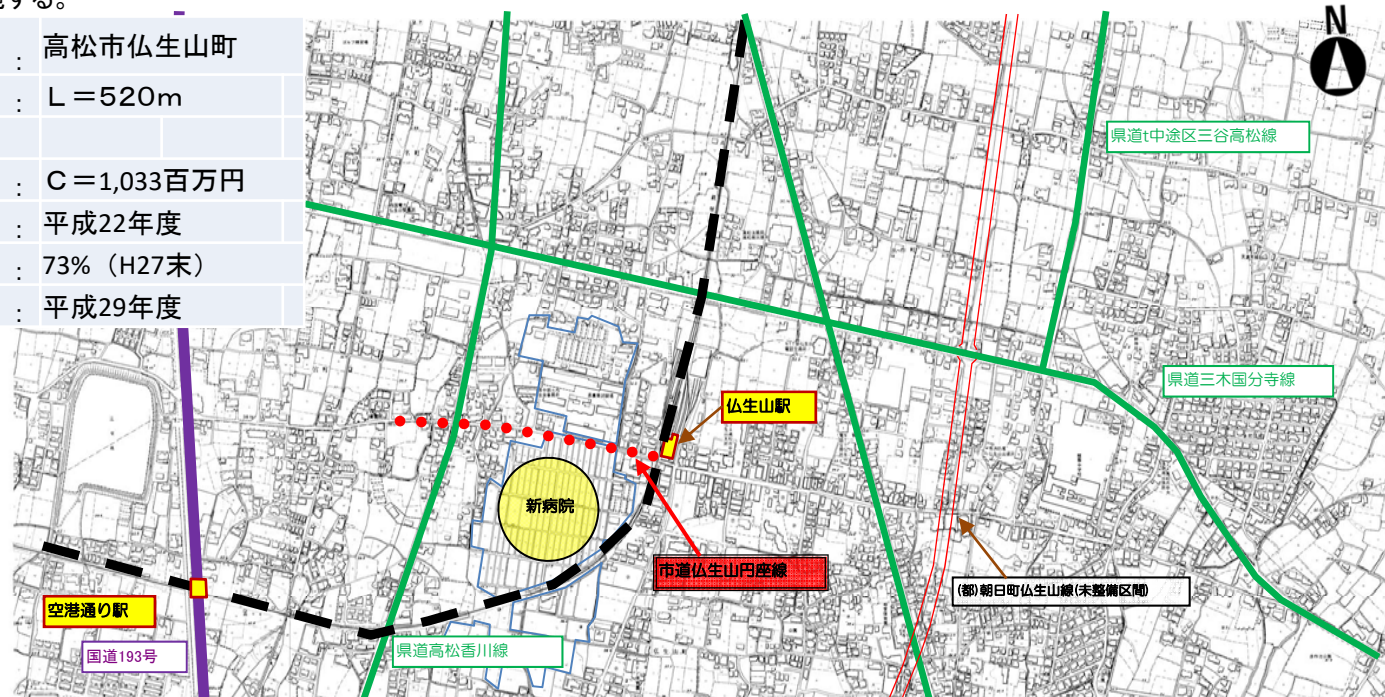 する。
: 高松市仏生山町
: L=520m
: C=1,033百万円
: 平成22年度
: 73%(H27末)
: 平成29年度
N
県道t中途区三谷高松線
県道三木国分寺線
仏生山駅
新病院
市道仏生山円座線
(都)朝日町仏生山線(未整備区間)
空港通り駅
国道193号
県道高松香川線